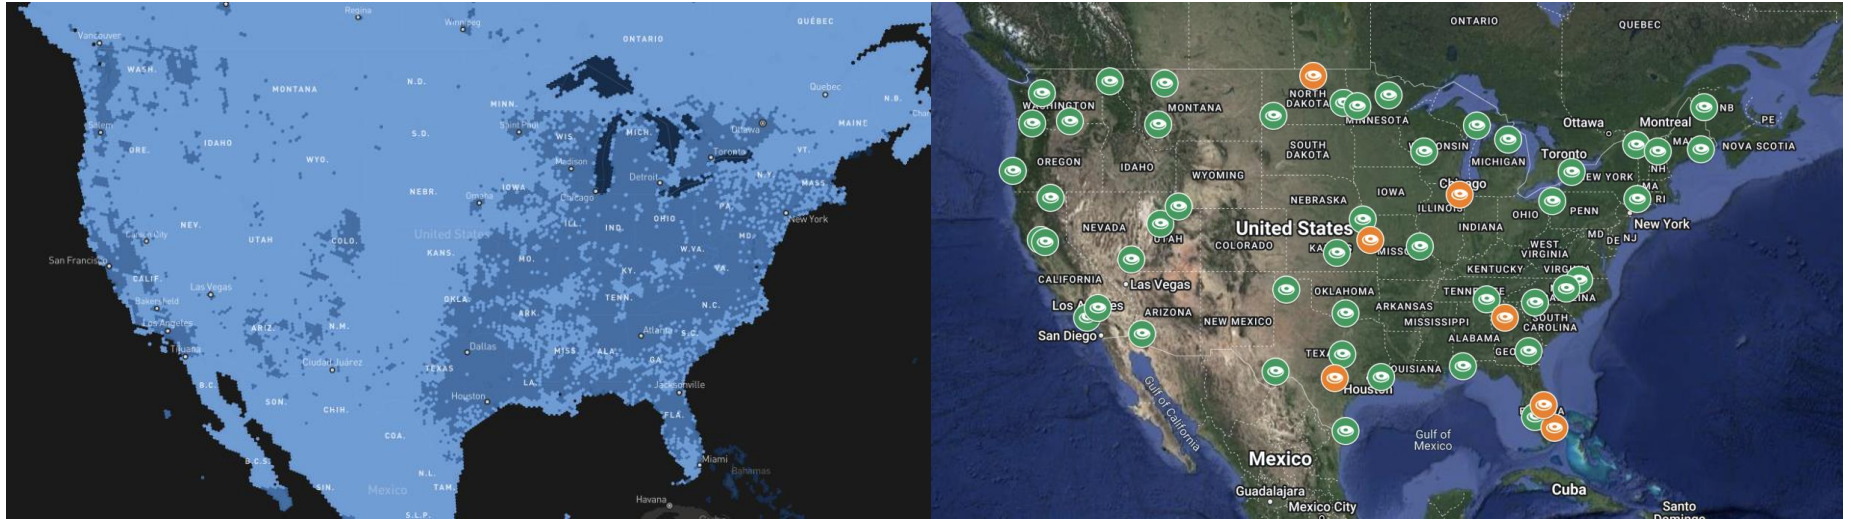 Regina
Winnipeg
QUÉBEC
Vancouver
ONTARIO
WASH.
N.D.
MONTANA
Quebec
MINN.
N.B.
Salem
S.D.
Saint Paul
WIS.
MICH.
Ottawa
MAINE
ORE.
IDAHO
WYO.
Madison
Toronto
VT.
Detroit
N.Y.
MASS.
NEBR.
IOWA
Omaha
Chicago
PA.
New York
NEV.
ILL.
IND.
OHIO
Carson City
UTAH
COLO.
United States
MD.
San Francisco
KANS.
MO.
W.VA.
CALIF.
KY.
VA.
Bakersfield
Las Vegas
OKLA.
TENN.
N.C.
Los Angeles
ARIZ.
N.M.
ARK.
Atlanta
S.C.
Tijuana
Ciudad Juárez
Dallas
MISS.
ALA.
GA.
TEXAS
B.C.
LA.
Jacksonville
SON.
CHIH.
Houston
FLA.
COA.
B.C.S.
Miami
N.L.
Bahamas
SIN.
Mexico
TAM.
Havana
S.L.P.
ONTARIO
QUEBEC
WASHINGTON
MONTANA
NORTH
DAKOTA
MINNESOTA
Ottawa
Montreal
NB
PE
NOVA SCOTIA
OREGON
IDAHO
SOUTH
DAKOTA
WYOMING
MICHIGAN
Toronto
NH
IOWA
Chicago
MA
NEBRASKA
ILLINOIS
OHIO
PENN
RI
NEVADA
United States
New York
UTAH
COLORADO
INDIANA
MD
DE
NJ
WEST
VIRGINIA
CALIFORNIA
KENTUCKY
Las Vegas
OKLAHOMA
ARKANSAS
ARIZONA
NEW MEXICO
MISSISSIPPI
SOUTH
CAROLINA
San Diego
ALABAMA
Houston
Gulf of California
Gulf of
Mexico
Mexico
Guadalajara
Mexico City
Cuba
Santo
Domingo